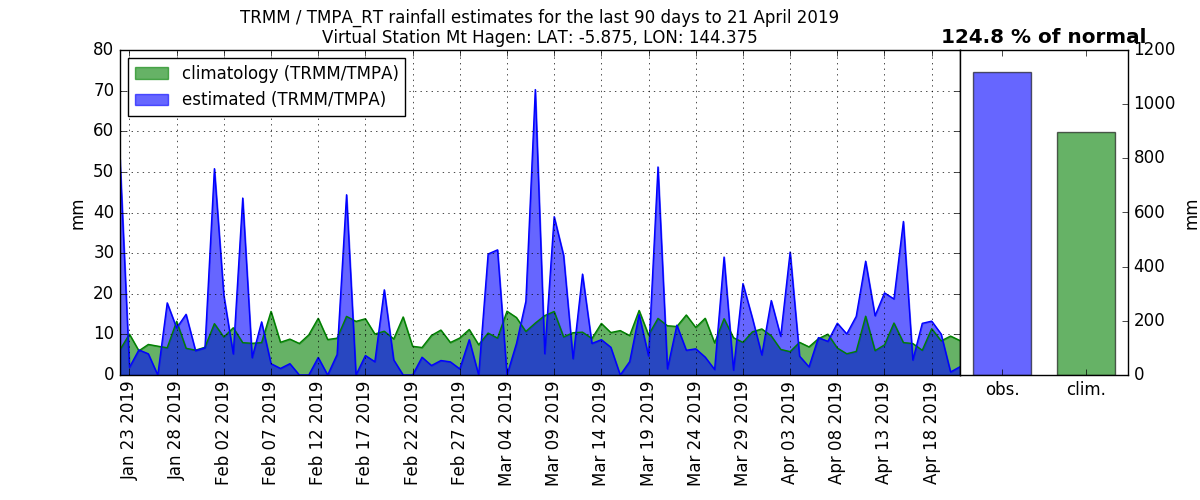 TRMM / TMPA_RT rainfall estimates for the last 90 days to 21 April 2019
Virtual Station Mt Hagen: LAT: -5.875, LON: 144.375
124.8 % of normal
climatology (TRMM/TMPA)
estimated (TRMM/TMPA)
mm
80
70
60
50
40
30
20
10
0
Jan 23 2019
Jan 28 2019
Feb 02 2019
Feb 07 2019
Feb 12 2019
Feb 17 2019
Feb 22 2019
Feb 27 2019
Mar 04 2019
Mar 09 2019
Mar 14 2019
Mar 19 2019
Mar 24 2019
Mar 29 2019
Apr 03 2019
Apr 08 2019
Apr 13 2019
Apr 18 2019
obs.
clim.
1200
1000
800
600
400
200
0
mm